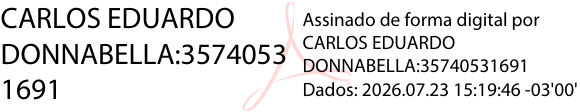 CARLOS EDUARDO
DONNABELLA:3574053
1691
Assinado de forma digital por
CARLOS EDUARDO
DONNABELLA:35740531691
Dados: 2026.07.23 15:19:46 -03'00'